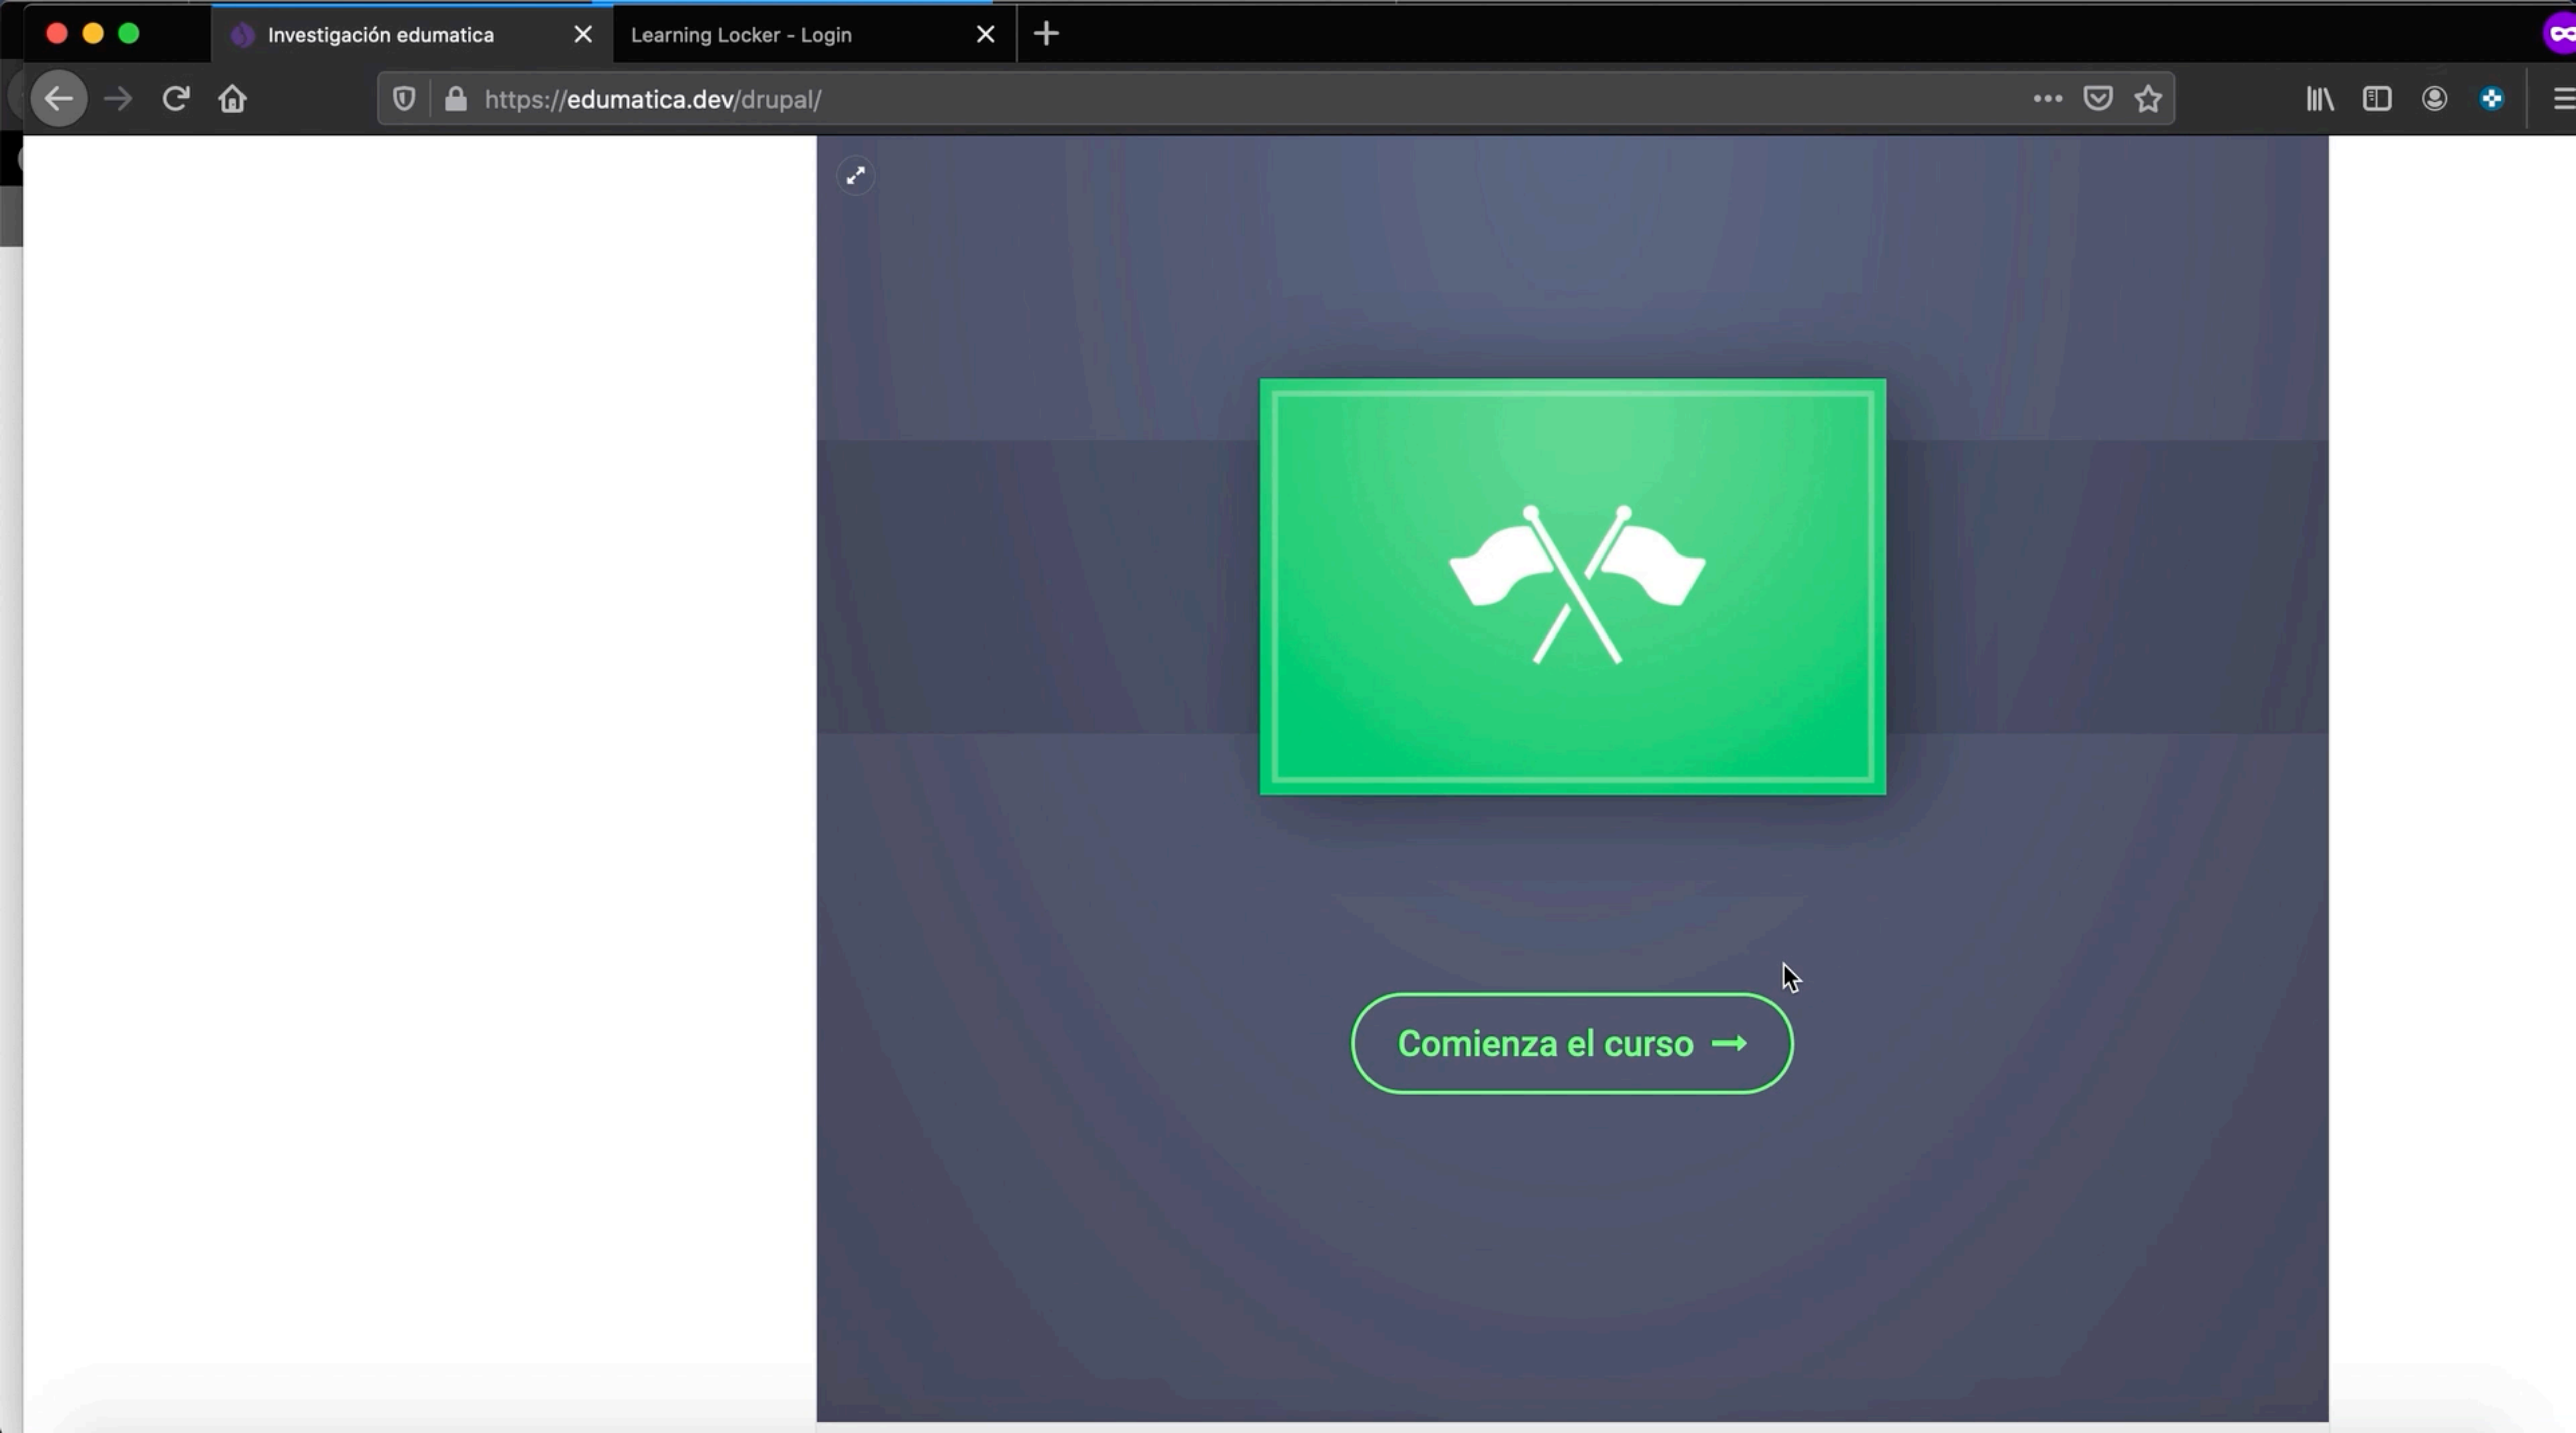 Investigación edumatica
Learning Locker - Login
https://edumatica.dev/drupal/
Comienza el curso